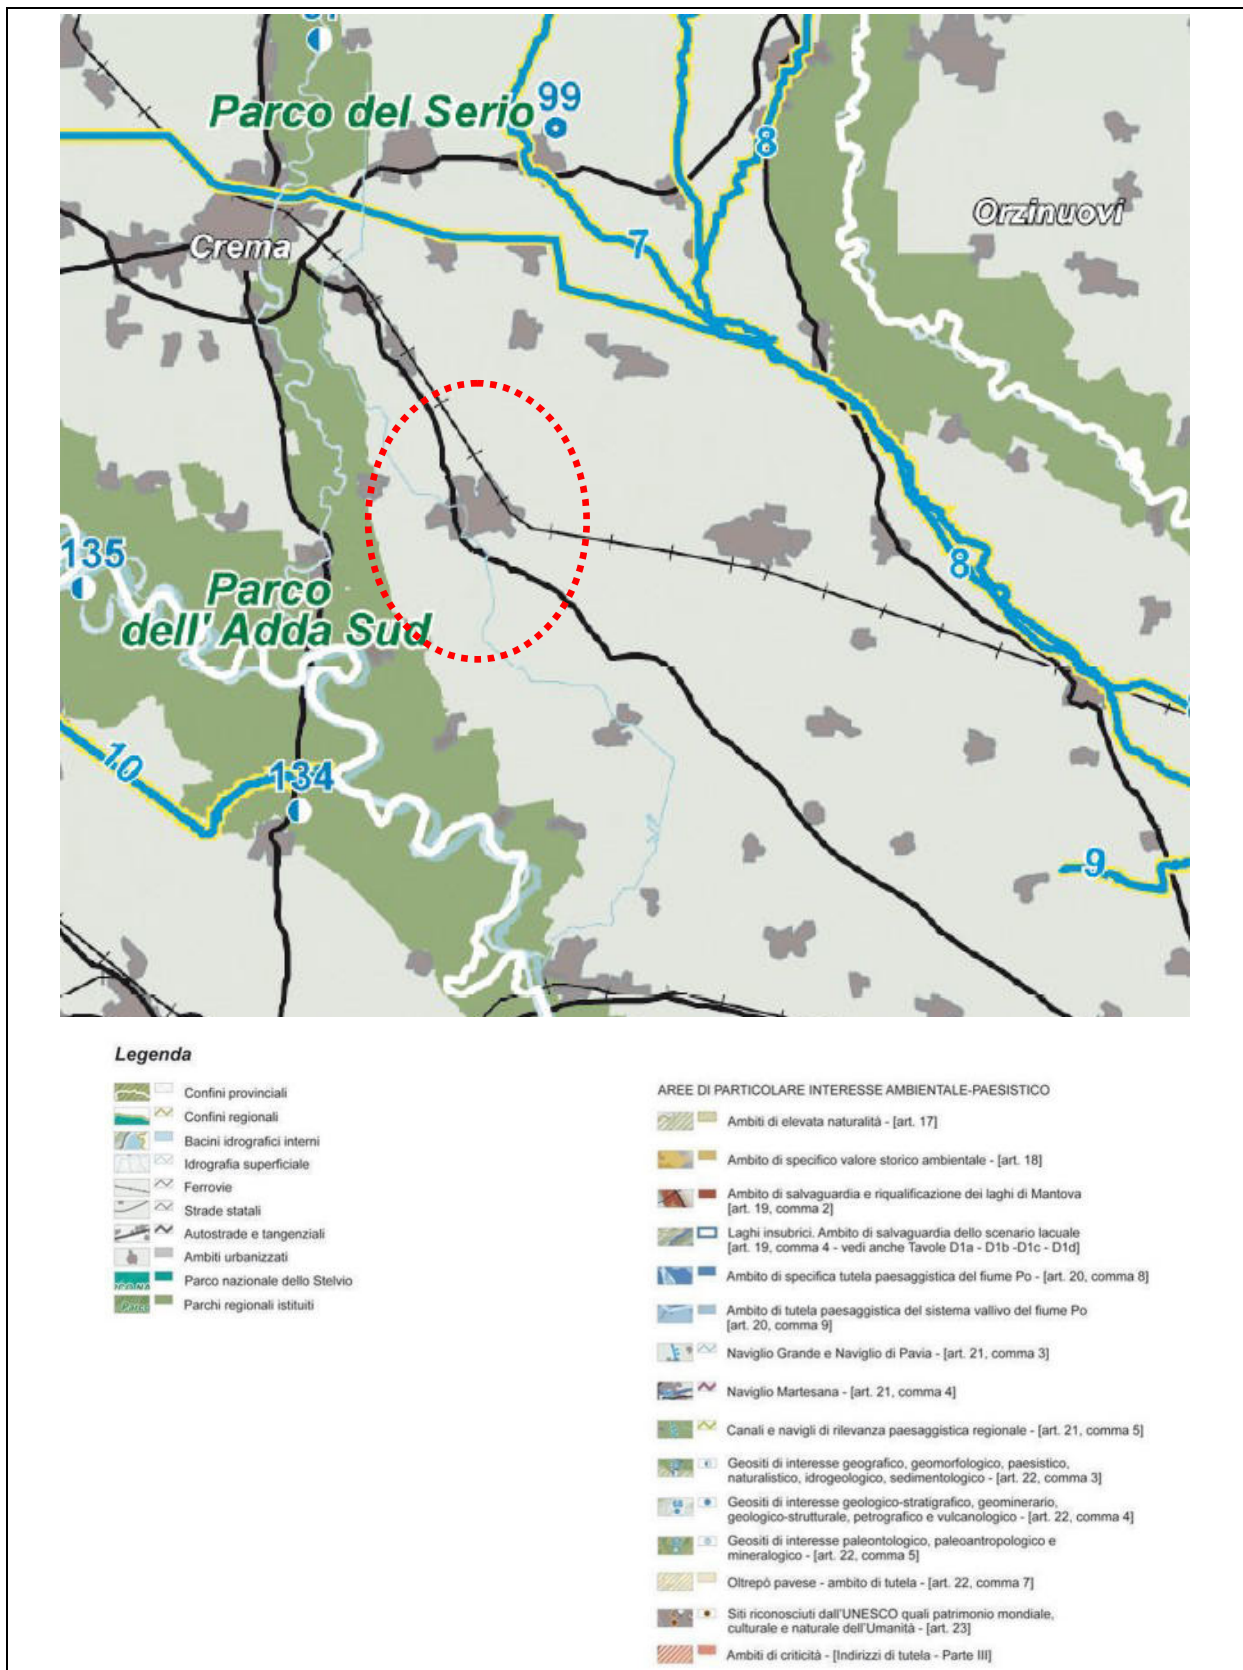 Parco del Serio
99
8
Orzinuovi
Crema
7
135
Parco
dell' Adda Sud
8
10
134
9
Legenda
Confini provinciali
Confini regionali
Bacini idrografici interni
Idrografia superficiale
Ferrovie
Strade statali
Autostrade e tangenziali
Ambiti urbanizzati
Parco nazionale dello Stelvio
Parchi regionali istituiti
AREE DI PARTICOLARE INTERESSE AMBIENTALE-PAESISTICO
Ambiti di elevata naturalità - [art. 17]
Ambito di specifico valore storico ambientale - [art. 18]
Ambito di salvaguardia e riqualificazione dei laghi di Mantova
[art. 19, comma 2]
Laghi insubrici. Ambito di salvaguardia dello scenario lacuale
[art. 19, comma 4 - vedi anche Tavole D1a - D1b -D1c - D1d]
Ambito di specifica tutela paesaggistica del fiume Po - [art. 20, comma 8]
Ambito di tutela paesaggistica del sistema vallivo del fiume Po
[art. 20, comma 9]
Naviglio Grande e Naviglio di Pavia - [art. 21, comma 3]
Naviglio Martesana - [art. 21, comma 4]
Canali e navigli di rilevanza paesaggistica regionale - [art. 21, comma 5]
Geositi di interesse geografico, geomorfologico, paesistico,
naturalistico, idrogeologico, sedimentologico - [art. 22, comma 3]
Geositi di interesse geologico-stratigrafico, geominerario,
geologico-strutturale, petrografico e vulcanologico - [art. 22, comma 4]
Geositi di interesse paleontologico, paleoantropologico e
mineralogico - [art. 22, comma 5]
Oltrepò pavese - ambito di tutela - [art. 22, comma 7]
Siti riconosciuti dall'UNESCO quali patrimonio mondiale,
culturale e naturale dell'Umanità - [art. 23]
Ambiti di criticità - [Indirizzi di tutela - Parte III]